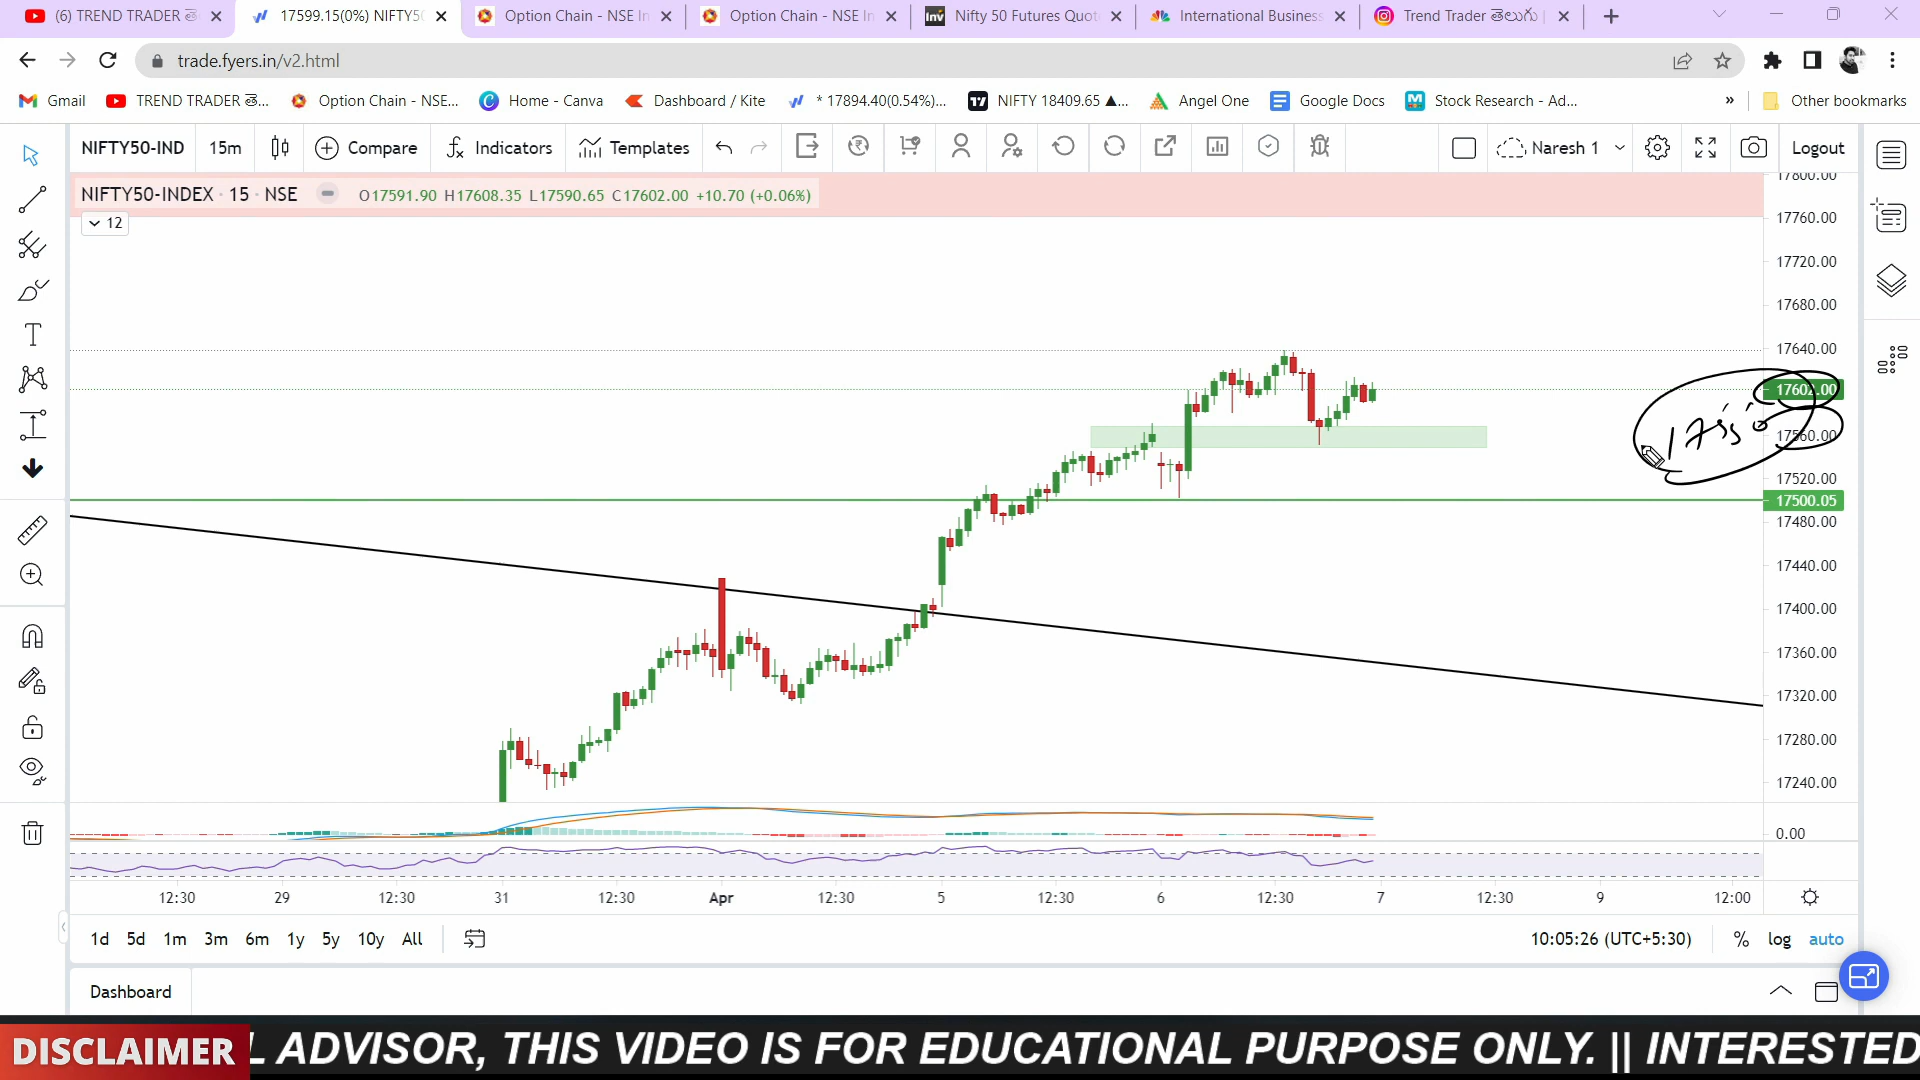 (6) TREND TRADER తె
17599.15(0%) NIFTY50
Option Chain - NSE In
Option Chain - NSE In
Nifty 50 Futures Quot
International Business
Trend Trader తెలుగు
trade.fyers.in/v2.html
Gmail
TREND TRADER తె...
Option Chain - NSE...
Home - Canva
Dashboard / Kite
* 17894.40(0.54%)...
NIFTY 18409.65 ▲...
Angel One
Google Docs
Stock Research - Ad...
»
Other bookmarks
NIFTY50-IND
15m
Compare
Indicators
Templates
Naresh 1
Logout
NIFTY50-INDEX · 15 · NSE
O17591.90 H17608.35 L17590.65 C17602.00 +10.70 (+0.06%)
12
17800.00
17760.00
17720.00
17680.00
17640.00
17602.00
17550
17560.00
17520.00
17500.05
17480.00
17440.00
17400.00
17360.00
17320.00
17280.00
17240.00
0.00
12:30
29
12:30
31
12:30
Apr
12:30
5
12:30
6
12:30
7
12:30
9
12:00
1d 5d 1m 3m 6m 1y 5y 10y All
10:05:26 (UTC+5:30)
% log auto
Dashboard
DISCLAIMER
L ADVISOR, THIS VIDEO IS FOR EDUCATIONAL PURPOSE ONLY. || INTERESTED